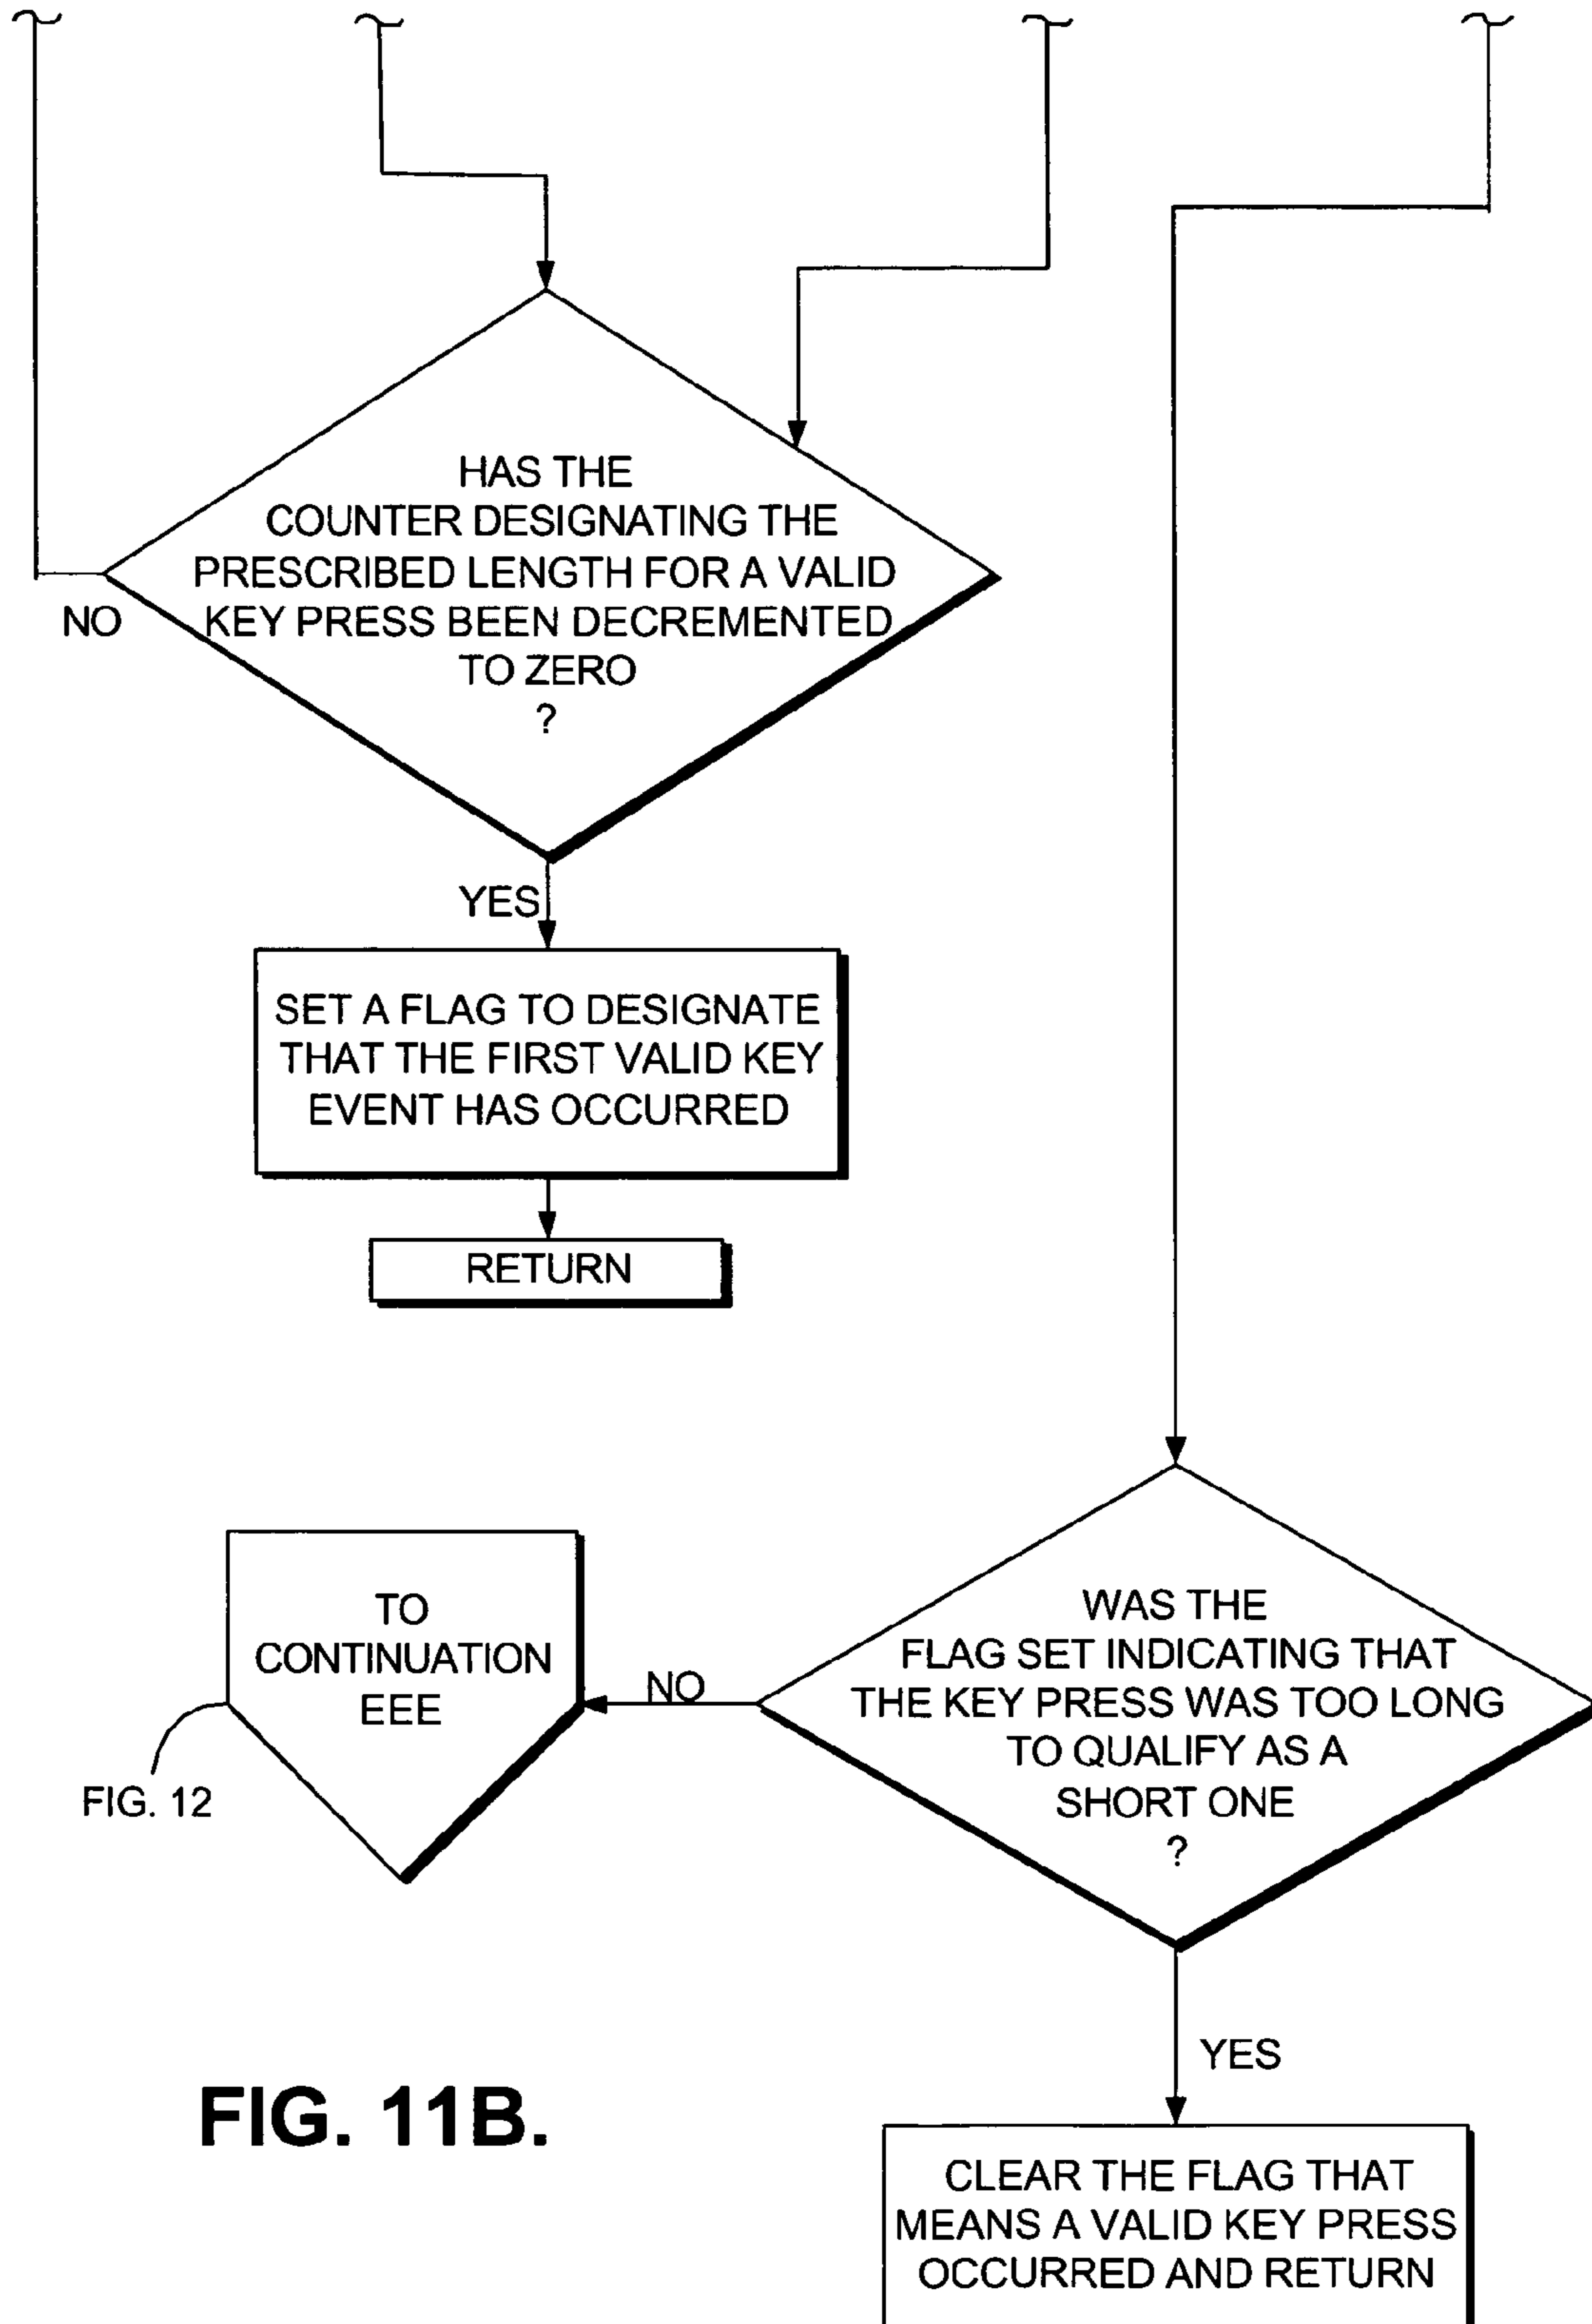 HAS THE
COUNTER DESIGNATING THE
PRESCRIBED LENGTH FOR A VALID
KEY PRESS BEEN DECREMENTED
TO ZERO
?
NO
YES
SET A FLAG TO DESIGNATE
THAT THE FIRST VALID KEY
EVENT HAS OCCURRED
RETURN
WAS THE
FLAG SET INDICATING THAT
THE KEY PRESS WAS TOO LONG
TO QUALIFY AS A
SHORT ONE
?
NO
TO
CONTINUATION
EEE
FIG. 12
YES
CLEAR THE FLAG THAT
MEANS A VALID KEY PRESS
OCCURRED AND RETURN
FIG. 11B.